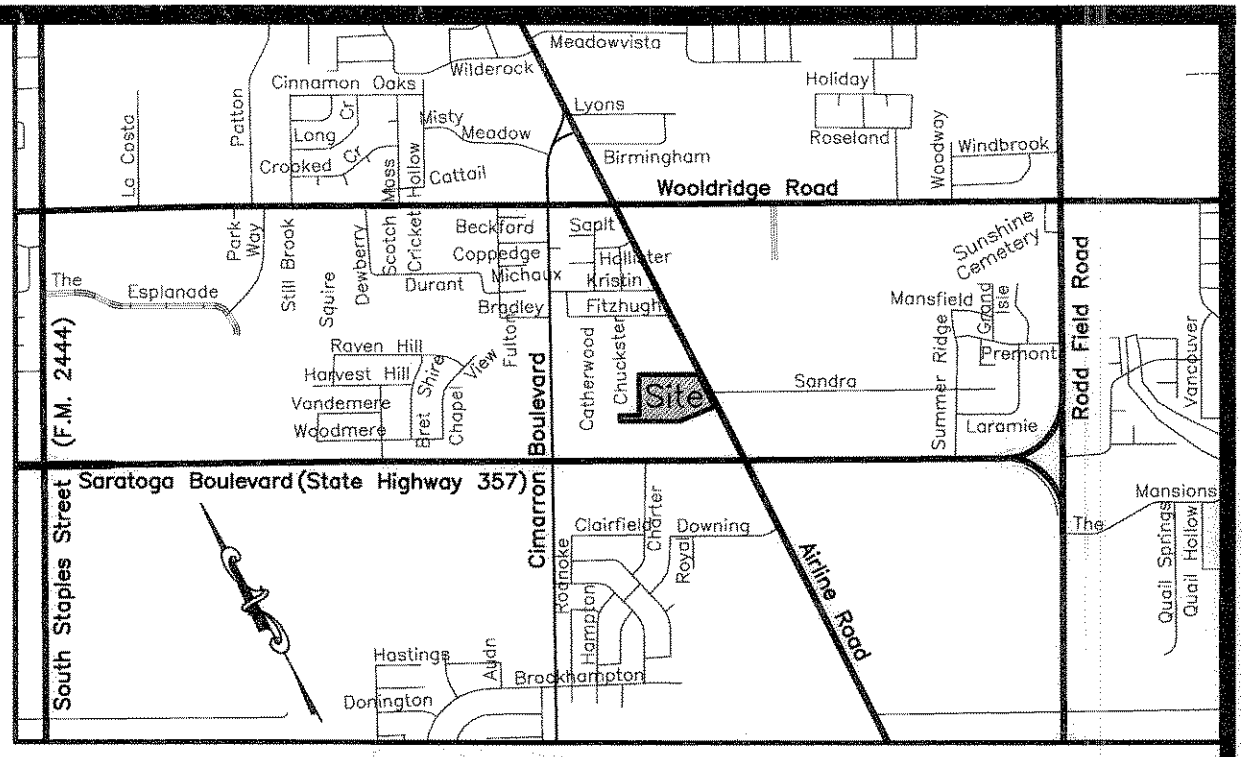 Meadowvista
Wilderock
Cinnamon Oaks
Holiday
La Costa
Patton
Long Cr
Misty
Meadow
Lyons
Roseland
Woodway
Windbrook
Crooked Cr
Scotch Moss
Cricket Hollow
Cattail
Birmingham
Wooldridge Road
Park Way
Still Brook
Squire
Dewberry
Beckford
Coppedge
Michaux
Durant
Bradley
Fulton
Saplt
Hollister
Kristin
Fitzhugh
Sunshine
Cemetery
The Esplanade
Mansfield
Grand Isle
Premont
Rodd Field Road
Vancouver
Raven Hill
Harvest Hill
Vandemere
Woodmere
Bret Shire
Chapel View
Cimarron Boulevard
Catherwood
Chuckster
Site
Sandra
Summer Ridge
Laramie
South Staples Street (F.M. 2444)
Saratoga Boulevard (State Highway 357)
Mansions
The
Quail Springs
Quail Hollow
Clairfield
Charter
Downing
Royal
Roanoke
Hampton
Airline Road
Hastings
Audn
Brockhampton
Donington